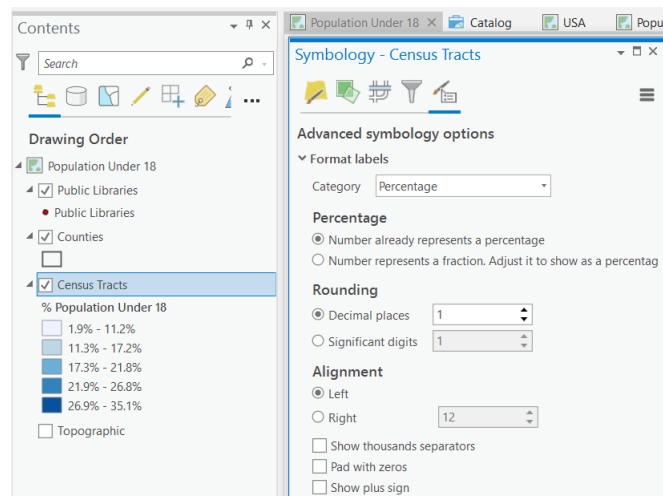 Contents
Search
Drawing Order
Population Under 18
Public Libraries
Public Libraries
Counties
Census Tracts
% Population Under 18
1.9% - 11.2%
11.3% - 17.2%
17.3% - 21.8%
21.9% - 26.8%
26.9% - 35.1%
Topographic
Population Under 18 Catalog USA Popu
Symbology - Census Tracts
Advanced symbology options
Format labels
Category Percentage
Percentage
Number already represents a percentage
Number represents a fraction. Adjust it to show as a percentag
Rounding
Decimal places 1
Significant digits 1
Alignment
Left
Right 12
Show thousands separators
Pad with zeros
Show plus sign